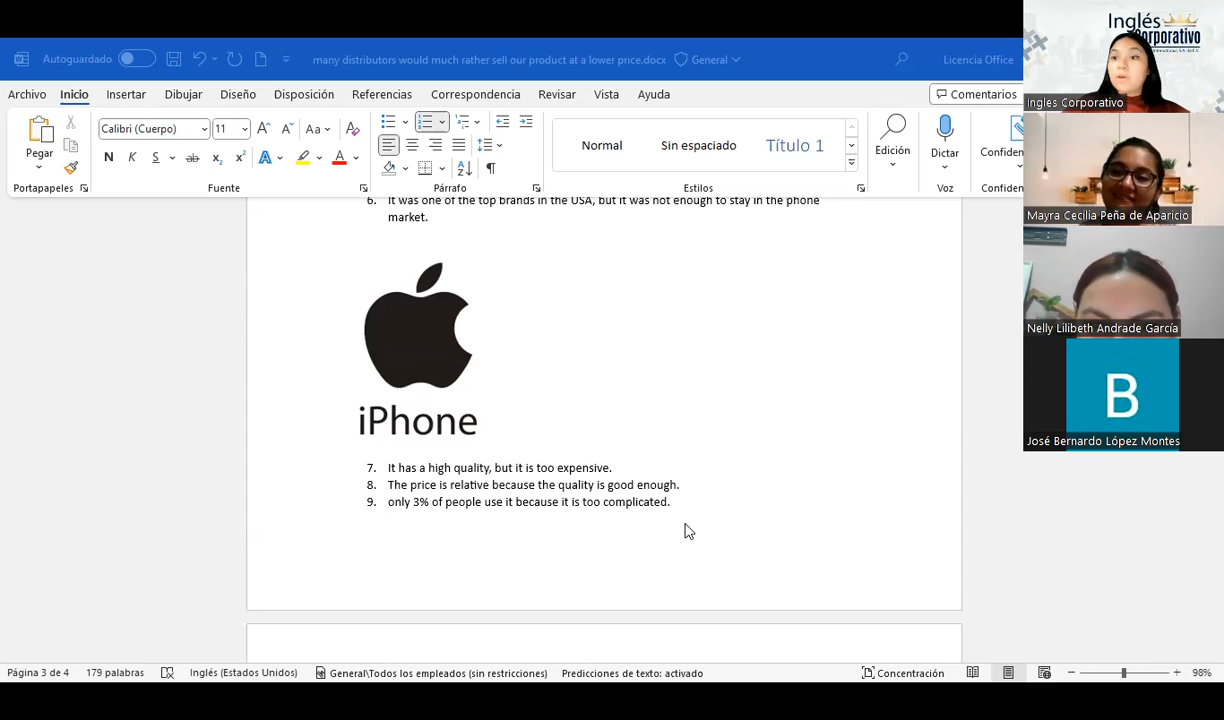 Inglés
Corporativo
Autoguardado
many distributors would much rather sell our product at a lower price.docx
General
Licencia Office
Ingles Corporativo
Archivo
Inicio
Insertar
Dibujar
Diseño
Disposición
Referencias
Correspondencia
Revisar
Vista
Ayuda
Comentarios
Pegar
Calibri (Cuerpo)
11
Normal
Sin espaciado
Título 1
Edición
Dictar
Confiden
Portapapeles
Fuente
Párrafo
Estilos
Voz
Confiden
6. It was one of the top brands in the USA, but it was not enough to stay in the phone
market.
Mayra Cecilia Peña de Aparicio
iPhone
Nelly Lilibeth Andrade García
B
José Bernardo López Montes
7. It has a high quality, but it is too expensive.
8. The price is relative because the quality is good enough.
9. only 3% of people use it because it is too complicated.
Página 3 de 4
179 palabras
Inglés (Estados Unidos)
General\Todos los empleados (sin restricciones)
Predicciones de texto: activado
Concentración
98%